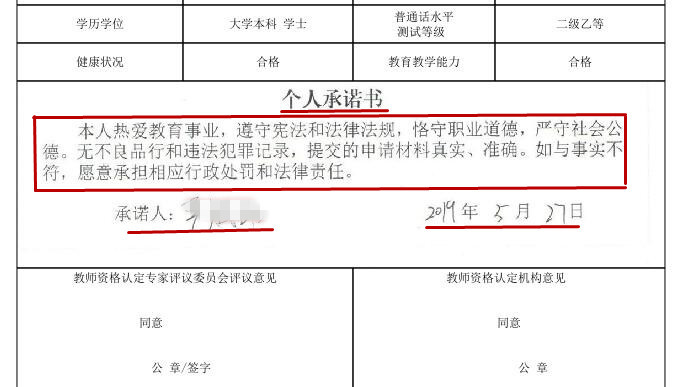 学历学位 大学本科 学士 普通话水平测试等级 二级乙等
健康状况 合格 教育教学能力 合格
个人承诺书
本人热爱教育事业，遵守宪法和法律法规，恪守职业道德，严守社会公
德。无不良品行和违法犯罪记录，提交的申请材料真实、准确。如与事实不
符，愿意承担相应行政处罚和法律责任。
承诺人： 2019年5月27日
教师资格认定专家评议委员会评议意见 教师资格认定机构意见
同意 同意
公 章/签字 公 章